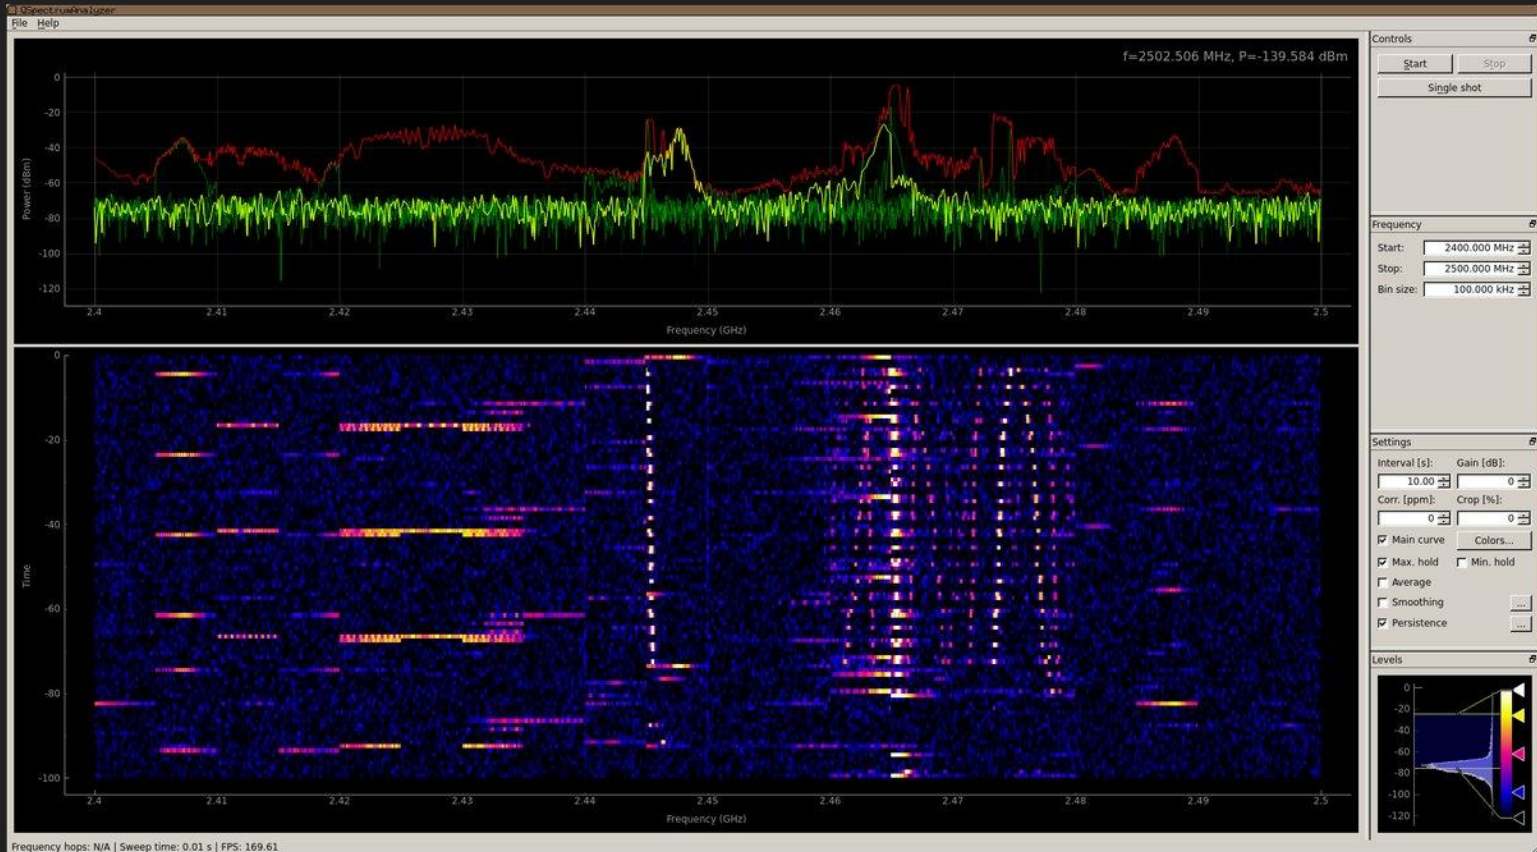 QSpectrumAnalyzer
File Help
f=2502.506 MHz, P=-139.584 dBm
0
-20
-40
-60
-80
-100
-120
Power (dBm)
2.4 2.41 2.42 2.43 2.44 2.45 2.46 2.47 2.48 2.49 2.5
Frequency (GHz)
0
-20
-40
-60
-80
-100
Time
2.4 2.41 2.42 2.43 2.44 2.45 2.46 2.47 2.48 2.49 2.5
Frequency (GHz)
Controls
Start Stop
Single shot
Frequency
Start: 2400.000 MHz
Stop: 2500.000 MHz
Bin size: 100.000 kHz
Settings
Interval [s]: Gain [dB]:
10.00 0
Corr. [ppm]: Crop [%]:
0 0
Main curve Colors...
Max. hold Min. hold
Average
Smoothing ...
Persistence ...
Levels
0
-20
-40
-60
-80
-100
-120
Frequency hops: N/A | Sweep time: 0.01 s | FPS: 169.61